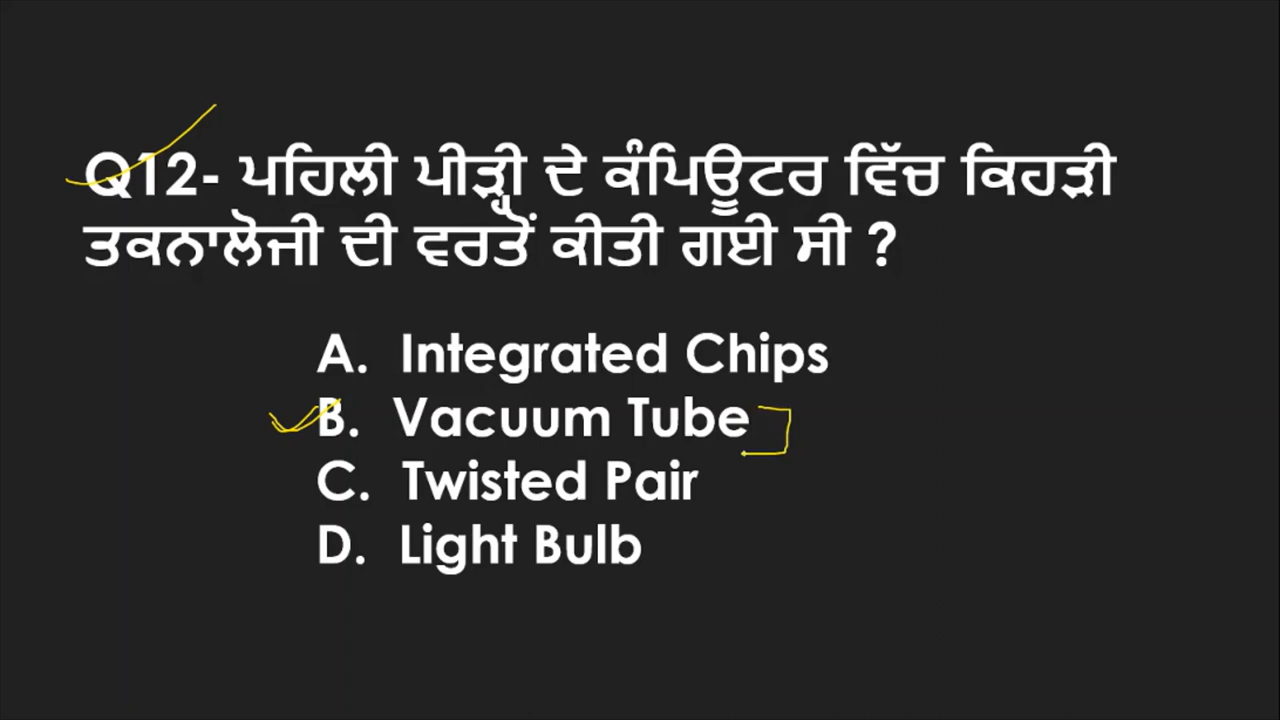 Q12- ਪਹਿਲੀ ਪੀੜ੍ਹੀ ਦੇ ਕੰਪਿਊਟਰ ਵਿੱਚ ਕਿਹੜੀ
ਤਕਨਾਲੋਜੀ ਦੀ ਵਰਤੋਂ ਕੀਤੀ ਗਈ ਸੀ ?
A. Integrated Chips
B. Vacuum Tube
C. Twisted Pair
D. Light Bulb